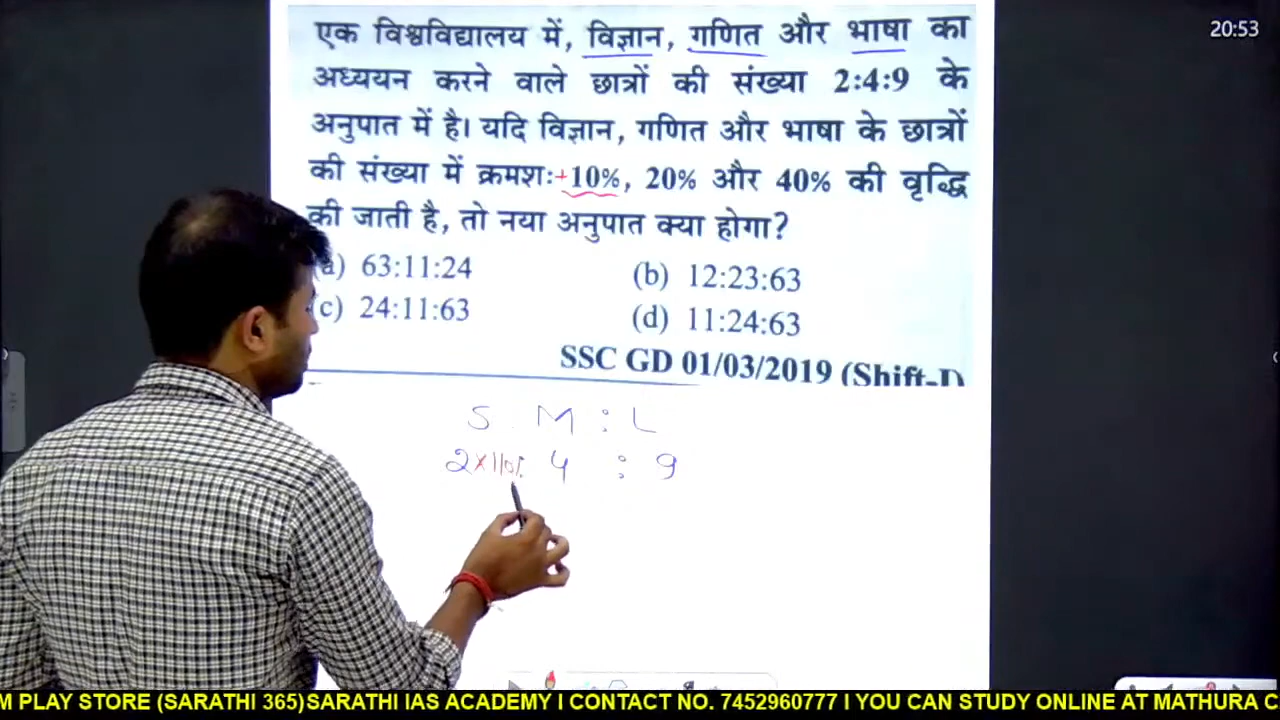 20:53
एक विश्वविद्यालय में, विज्ञान, गणित और भाषा का
अध्ययन करने वाले छात्रों की संख्या 2:4:9 के
अनुपात में है। यदि विज्ञान, गणित और भाषा के छात्रों
की संख्या में क्रमशः +10%, 20% और 40% की वृद्धि
की जाती है, तो नया अनुपात क्या होगा?
a) 63:11:24 (b) 12:23:63
(c) 24:11:63 (d) 11:24:63
SSC GD 01/03/2019 (Shift-I)
S M : L
2×110% 4 : 9
M PLAY STORE (SARATHI 365)SARATHI IAS ACADEMY I CONTACT NO. 7452960777 I YOU CAN STUDY ONLINE AT MATHURA C